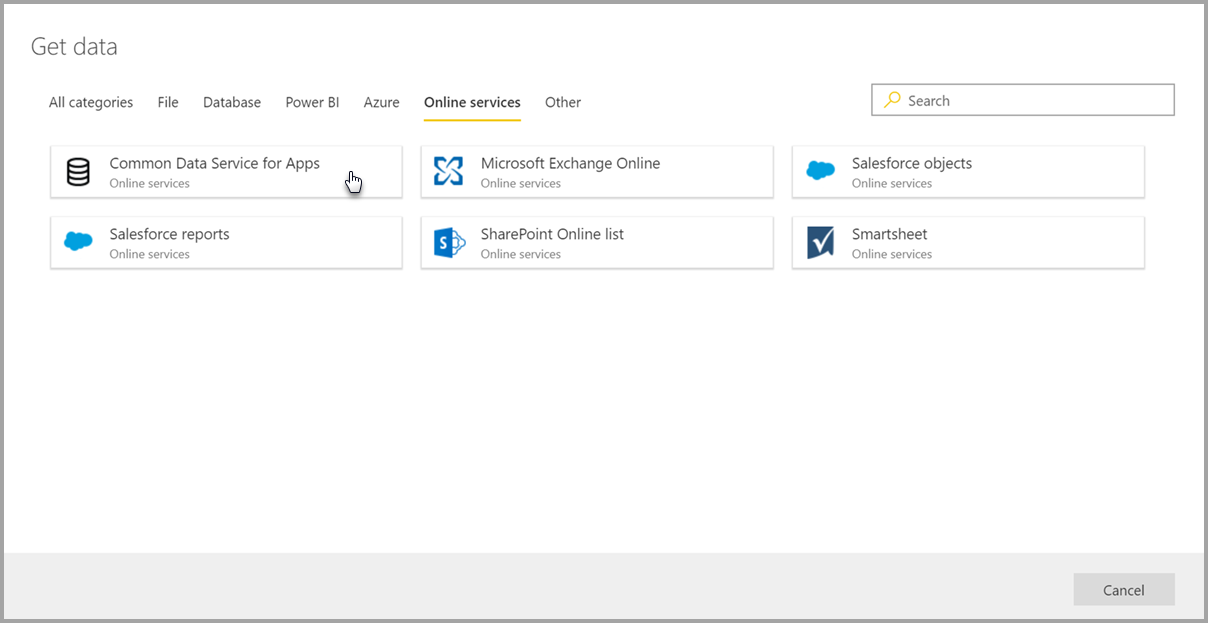 Get data
All categories File Database Power BI Azure Online services Other
Search
Common Data Service for Apps
Online services
Microsoft Exchange Online
Online services
Salesforce objects
Online services
Salesforce reports
Online services
S
SharePoint Online list
Online services
Smartsheet
Online services
Cancel